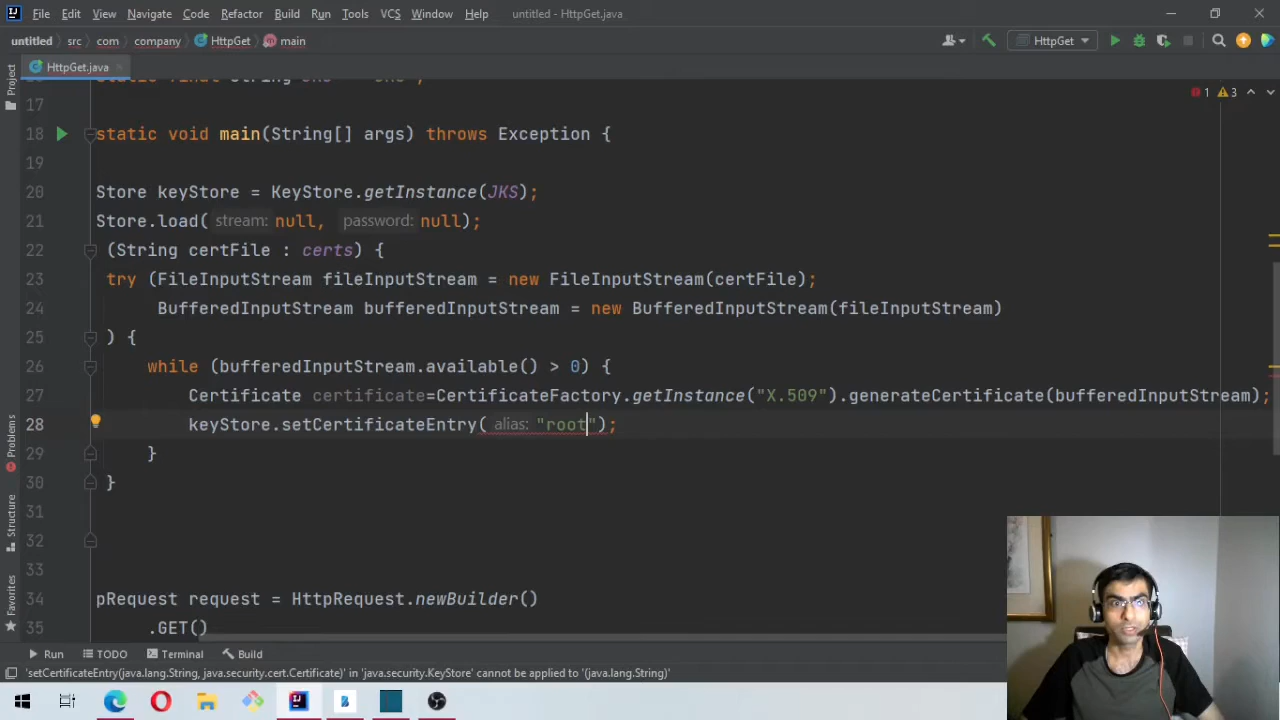 File Edit View Navigate Code Refactor Build Run Tools VCS Window Help untitled - HttpGet.java
untitled src com company HttpGet main HttpGet
HttpGet.java
Project
1 3
17
18 static void main(String[] args) throws Exception {
19
20 Store keyStore = KeyStore.getInstance(JKS);
21 Store.load( stream: null, password: null);
22 (String certFile : certs) {
23 try (FileInputStream fileInputStream = new FileInputStream(certFile);
24 BufferedInputStream bufferedInputStream = new BufferedInputStream(fileInputStream)
25 ) {
26 while (bufferedInputStream.available() > 0) {
27 Certificate certificate=CertificateFactory.getInstance("X.509").generateCertificate(bufferedInputStream);
28 keyStore.setCertificateEntry( alias: "root");
29 }
30 }
31
32
33
34 pRequest request = HttpRequest.newBuilder()
35 .GET()
Problems
Structure
Favorites
Run TODO Terminal Build
'setCertificateEntry(java.lang.String, java.security.cert.Certificate)' in 'java.security.KeyStore' cannot be applied to '(java.lang.String)'